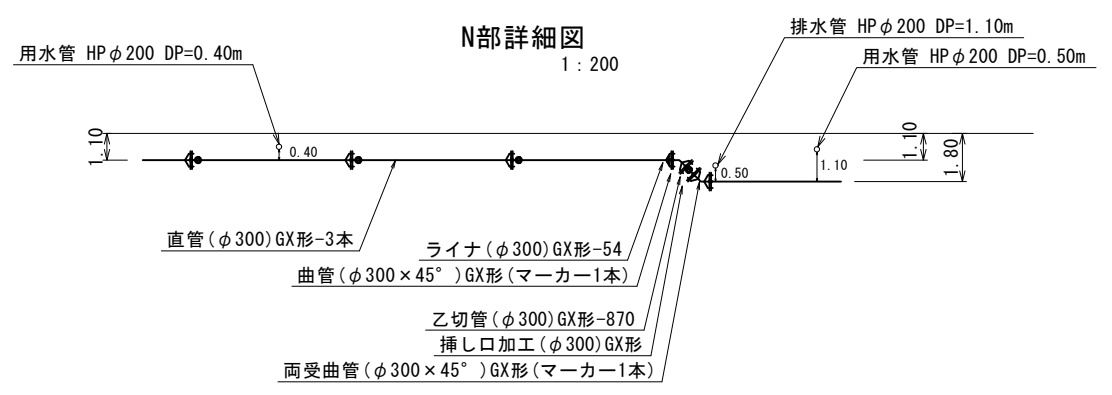 N部詳細図
1：200
用水管 HPφ200 DP=0.40m
排水管 HPφ200 DP=1.10m
用水管 HPφ200 DP=0.50m
1.10
0.40
0.50
1.10
1.10
1.80
直管(φ300)GX形-3本
ライナ(φ300)GX形-54
曲管(φ300×45°)GX形(マーカー1本)
乙切管(φ300)GX形-870
挿し口加工(φ300)GX形
両受曲管(φ300×45°)GX形(マーカー1本)